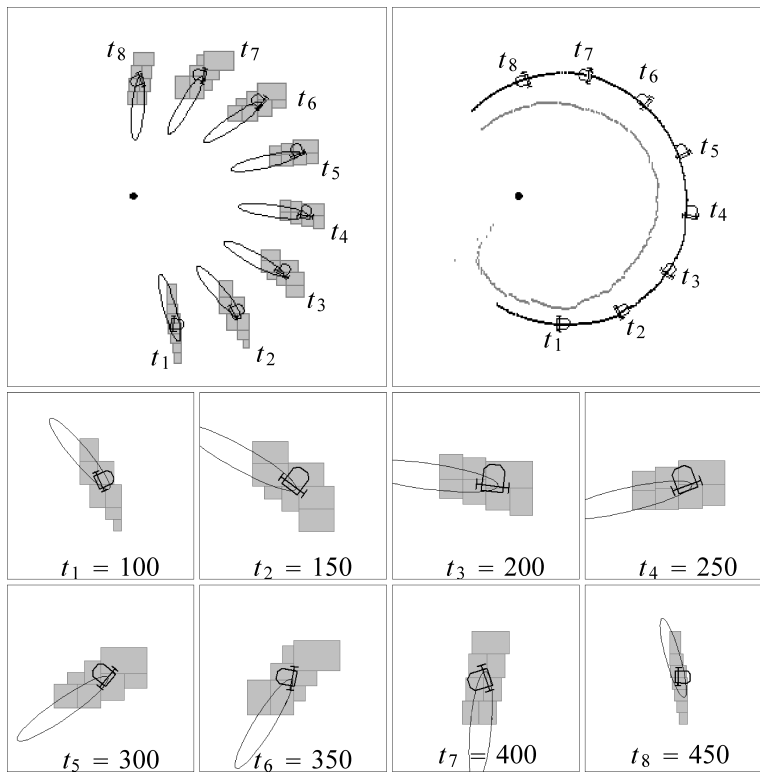 t8
t7
t6
t5
t4
t3
t2
t1
t8
t7
t6
t5
t4
t3
t2
t1
t1 = 100
t2 = 150
t3 = 200
t4 = 250
t5 = 300
t6 = 350
t7 = 400
t8 = 450